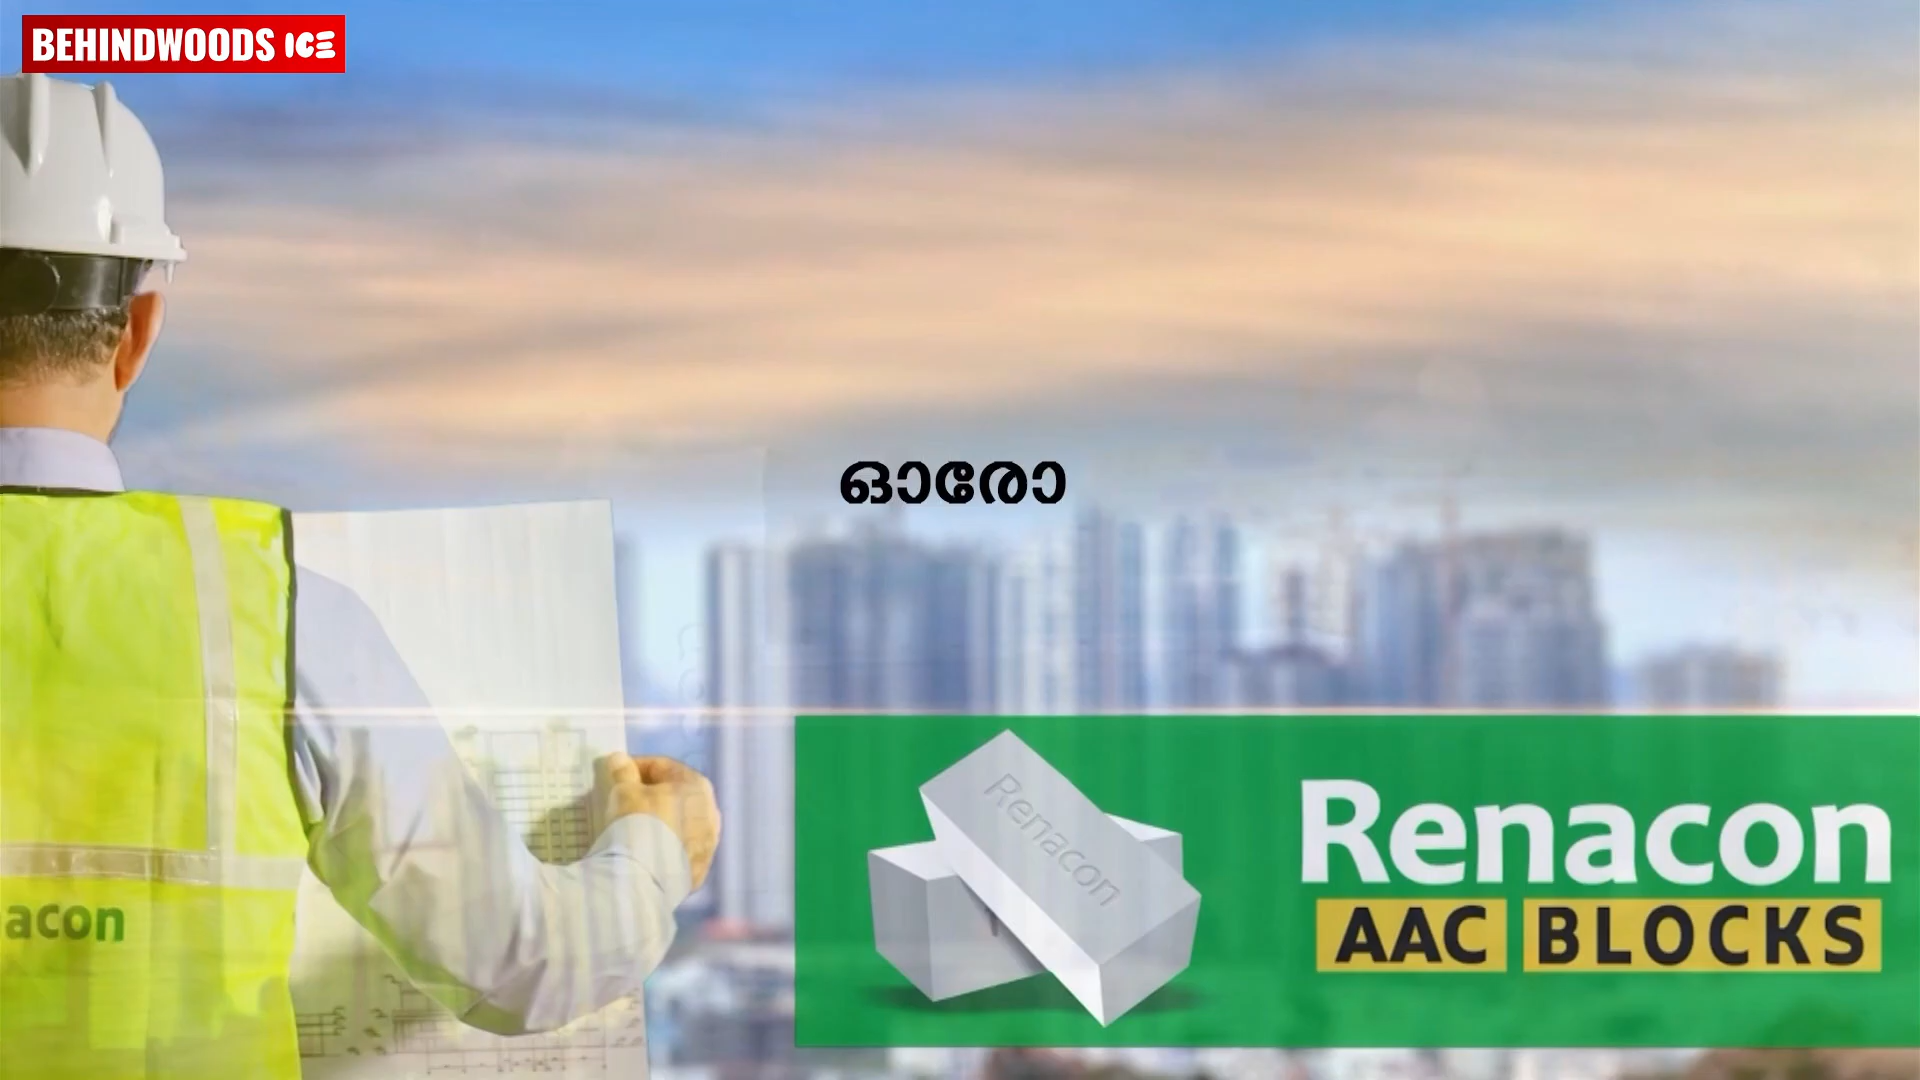 BEHINDWOODS ICE
ഓരോ
Renacon
Renacon
AAC BLOCKS
acon